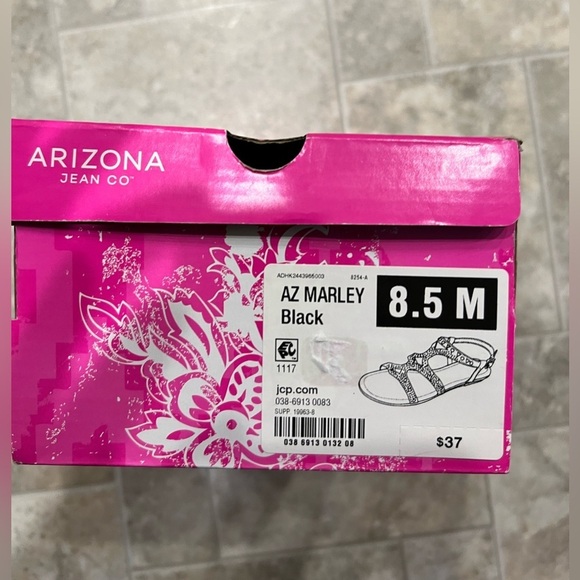 ARIZONA
JEAN CO™
ADHK2443965003 8254-A
AZ MARLEY
Black
8.5 M
1117
jcp.com
038-6913 0083
SUPP. 19963-8
038 6913 0132 08
$37